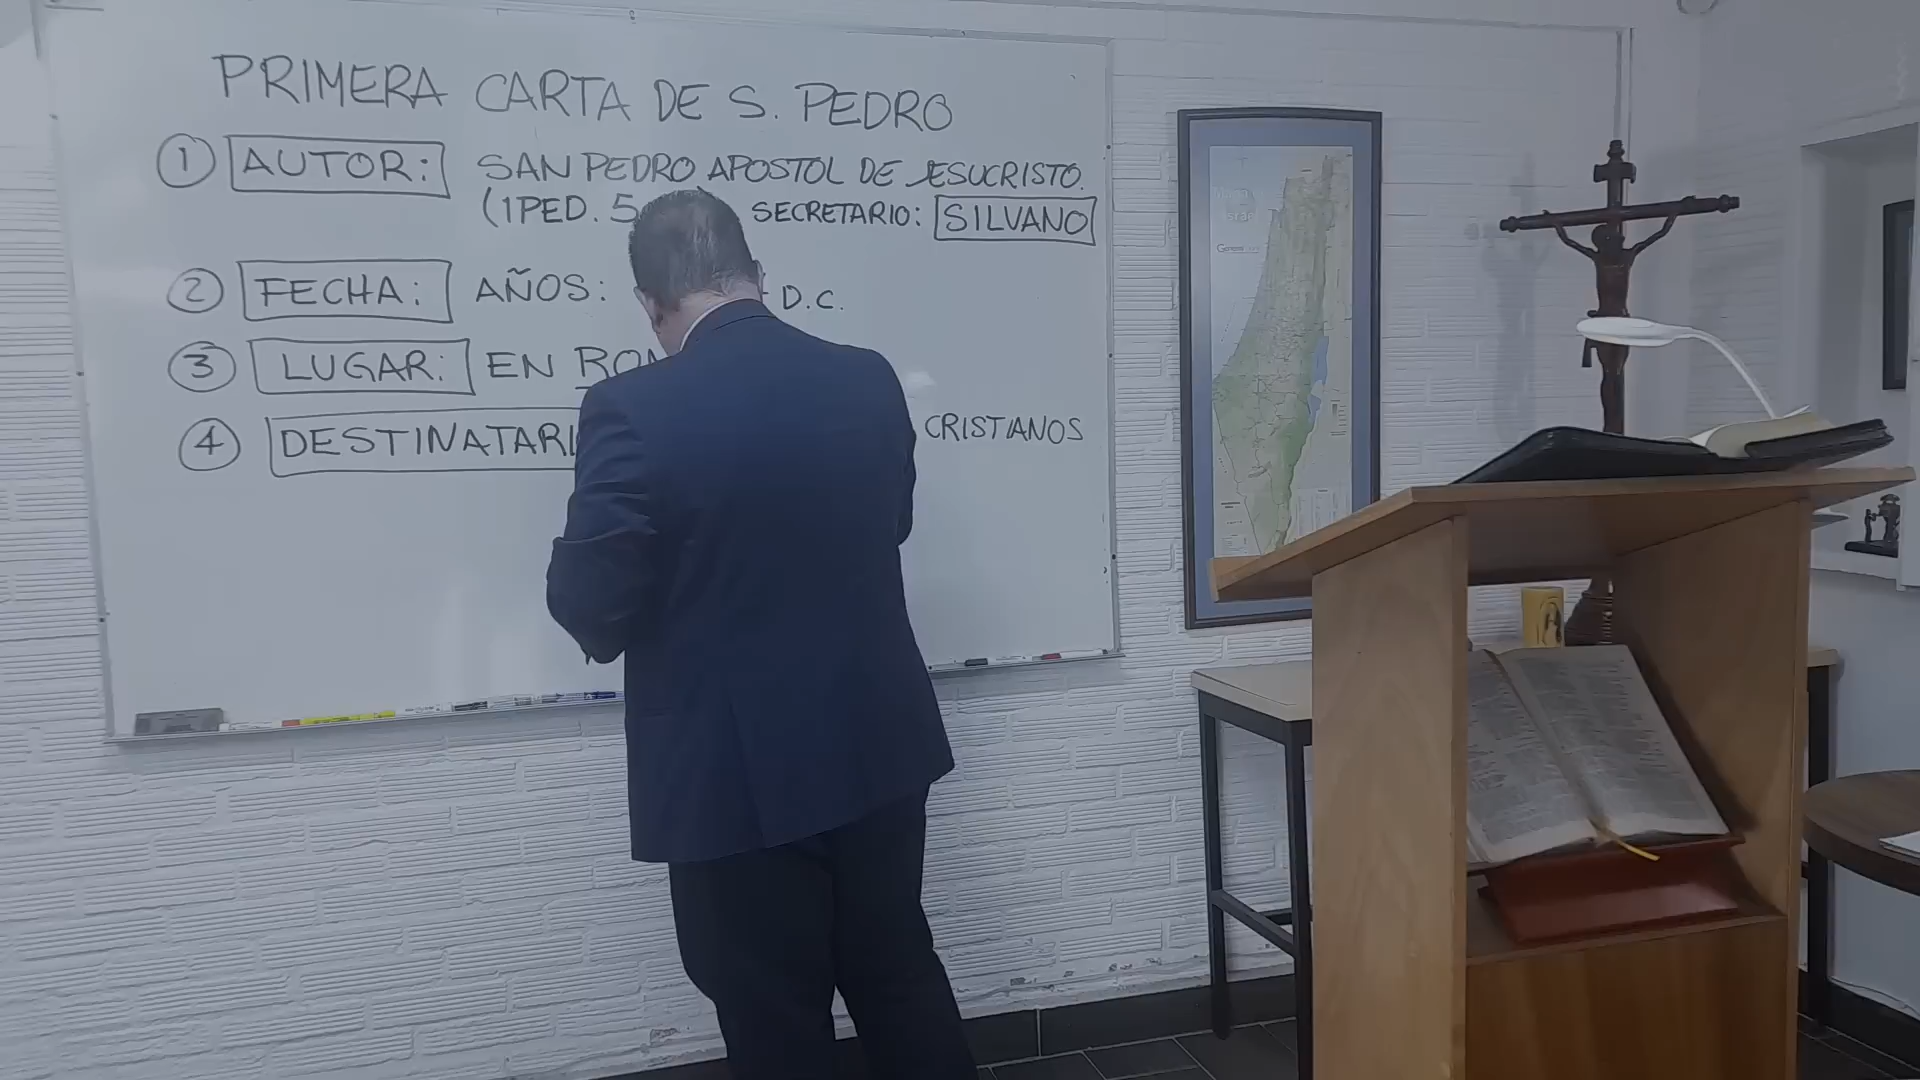 PRIMERA CARTA DE S. PEDRO
① AUTOR: SAN PEDRO APOSTOL DE JESUCRISTO.
(1PED. 5 SECRETARIO: SILVANO
② FECHA: AÑOS: D.C.
③ LUGAR: EN
④ CRISTIANOS